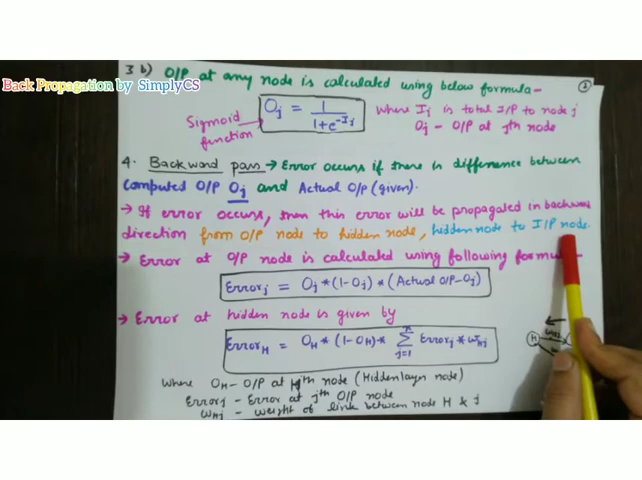 3 b) O/P at any node is calculated using below formula-
②
Back Propagation by SimplyCS
Sigmoid function
Oj = 1 / 1+e^-Ij
where Ij is total I/P to node j
Oj - O/P at jth node
4. Backward pass → Error occurs if there is difference between
computed O/P Oj and Actual O/P (given).
→ If error occurs, then this error will be propagated in backward
direction from O/P node to hidden node, hidden node to I/P node.
→ Error at O/P node is calculated using following formula-
Errorj = Oj * (1-Oj) * (Actual O/P-Oj)
→ Error at hidden node is given by
ErrorH = OH * (1-OH) * Σ j=1 n Errorj * wHj
H
where OH - O/P at Hth node (Hidden layer node)
Errorj - Error at jth O/P node
wHj - weight of link between node H & j